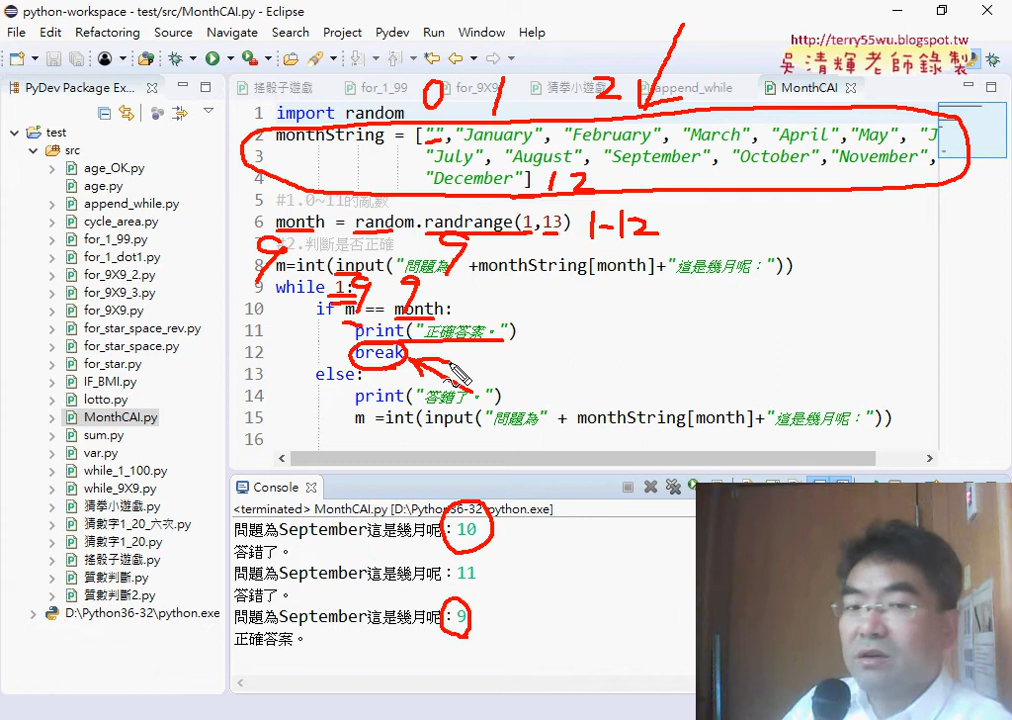 python-workspace - test/src/MonthCAI.py - Eclipse
File Edit Refactoring Source Navigate Search Project Pydev Run Window Help
http://terry55wu.blogspot.tw
吳清輝老師錄製
PyDev Package Ex...
搖骰子遊戲
for_1_99
for_9X9
猜拳小遊戲
append_while
MonthCAI
0 1 2
test
src
age_OK.py
age.py
append_while.py
cycle_area.py
for_1_99.py
for_1_dot1.py
for_9X9_2.py
for_9X9_3.py
for_9X9.py
for_star_space_rev.py
for_star_space.py
for_star.py
IF_BMI.py
lotto.py
MonthCAI.py
sum.py
var.py
while_1_100.py
while_9X9.py
猜拳小遊戲.py
猜數字1_20_六次.py
猜數字1_20.py
搖骰子遊戲.py
質數判斷.py
質數判斷2.py
D:\Python36-32\python.exe
1 import random
2 monthString = ["","January", "February", "March", "April","May", "J
3 "July", "August", "September", "October","November",
4 "December"]
12
5 #1.0~11的亂數
6 month = random.randrange(1,13)
1-12
7 #2.判斷是否正確
9 9
8 m=int(input("問題為" +monthString[month]+"這是幾月呢："))
9 while 1:
9 9
10 if m == month:
11 print("正確答案。")
12 break
13 else:
14 print("答錯了。")
15 m =int(input("問題為" + monthString[month]+"這是幾月呢："))
16
Console
<terminated> MonthCAI.py [D:\Python36-32\python.exe]
問題為September這是幾月呢：10
答錯了。
問題為September這是幾月呢：11
答錯了。
問題為September這是幾月呢：9
正確答案。